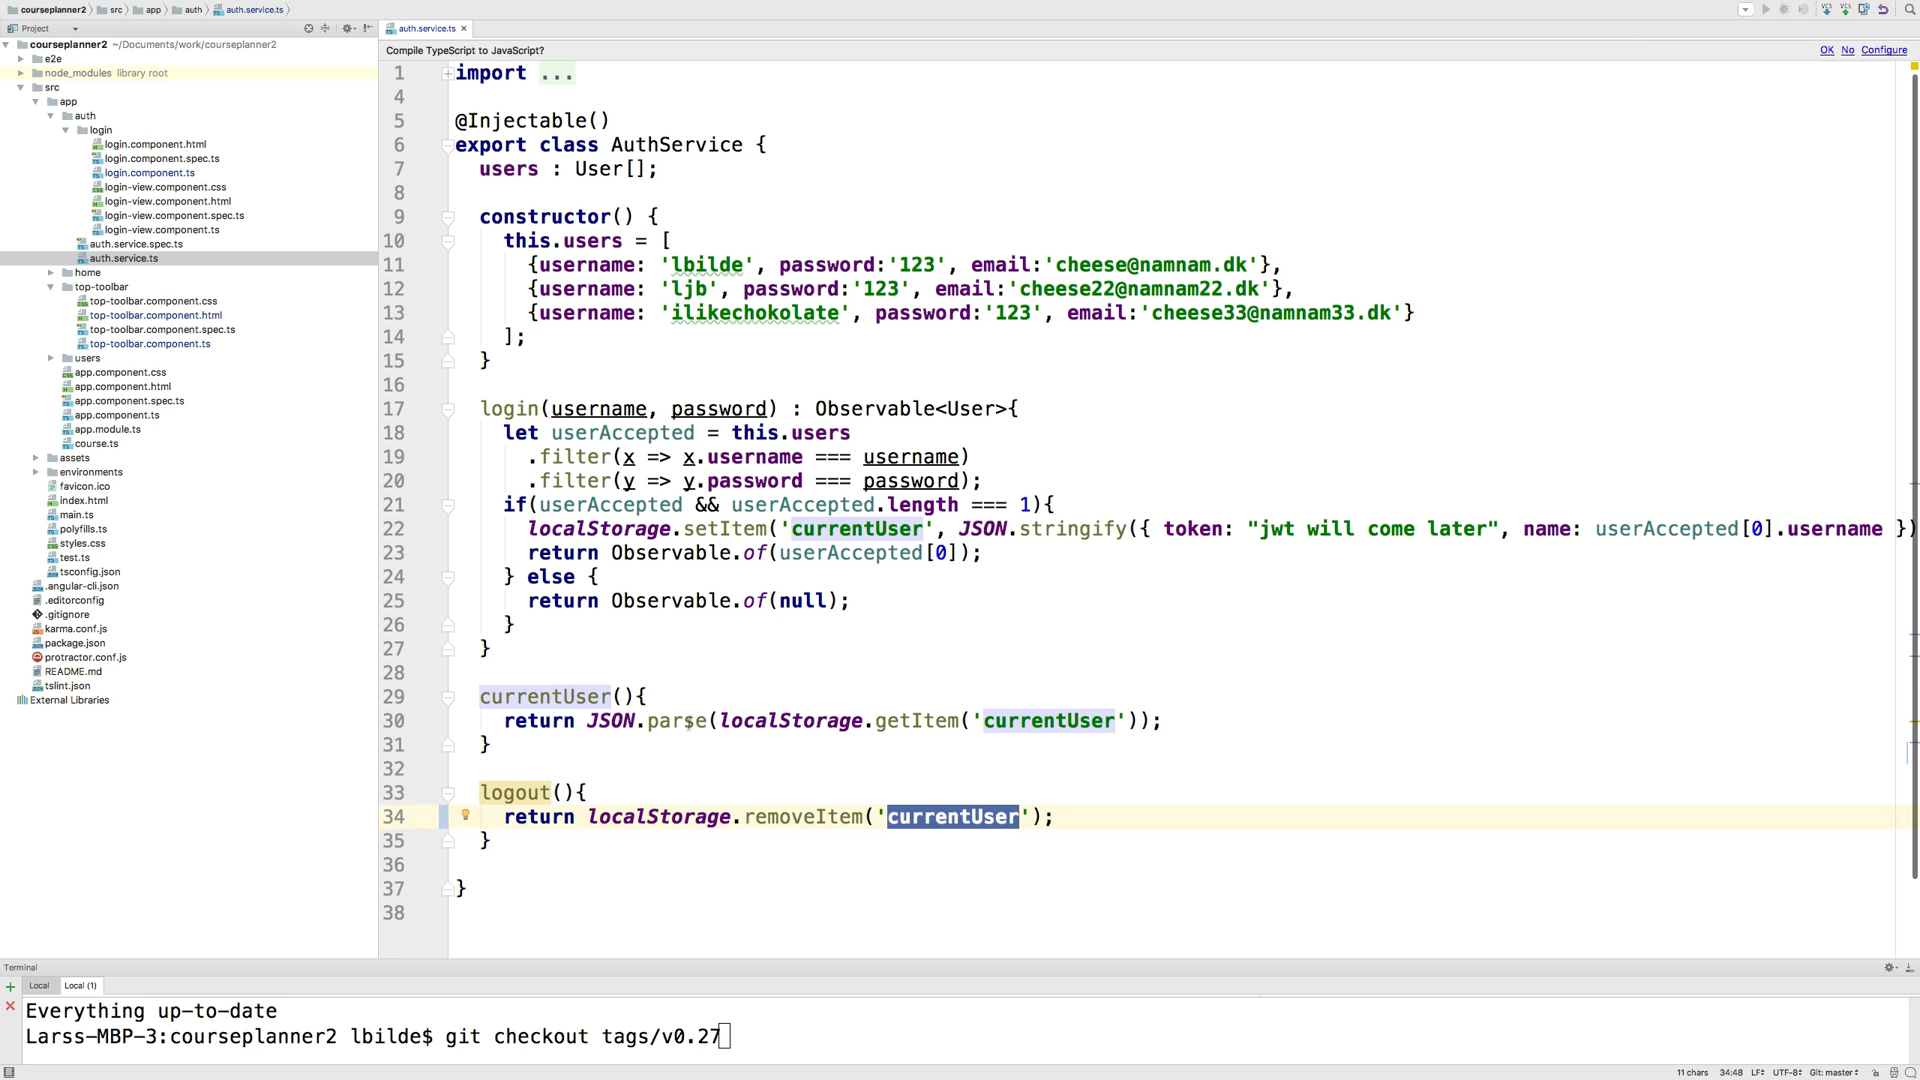 courseplanner2 src app auth auth.service.ts
Project
auth.service.ts
courseplanner2 ~/Documents/work/courseplanner2
Compile TypeScript to JavaScript? OK No Configure
e2e
node_modules library root
src
app
auth
login
login.component.html
login.component.spec.ts
login.component.ts
login-view.component.css
login-view.component.html
login-view.component.spec.ts
login-view.component.ts
auth.service.spec.ts
auth.service.ts
home
top-toolbar
top-toolbar.component.css
top-toolbar.component.html
top-toolbar.component.spec.ts
top-toolbar.component.ts
users
app.component.css
app.component.html
app.component.spec.ts
app.component.ts
app.module.ts
course.ts
assets
environments
favicon.ico
index.html
main.ts
polyfills.ts
styles.css
test.ts
tsconfig.json
.angular-cli.json
.editorconfig
.gitignore
karma.conf.js
package.json
protractor.conf.js
README.md
tslint.json
External Libraries
1 import ...
4
5 @Injectable()
6 export class AuthService {
7 users : User[];
8
9 constructor() {
10 this.users = [
11 {username: 'lbilde', password:'123', email:'cheese@namnam.dk'},
12 {username: 'ljb', password:'123', email:'cheese22@namnam22.dk'},
13 {username: 'ilikechokolate', password:'123', email:'cheese33@namnam33.dk'}
14 ];
15 }
16
17 login(username, password) : Observable<User>{
18 let userAccepted = this.users
19 .filter(x => x.username === username)
20 .filter(y => y.password === password);
21 if(userAccepted && userAccepted.length === 1){
22 localStorage.setItem('currentUser', JSON.stringify({ token: "jwt will come later", name: userAccepted[0].username })
23 return Observable.of(userAccepted[0]);
24 } else {
25 return Observable.of(null);
26 }
27 }
28
29 currentUser(){
30 return JSON.parse(localStorage.getItem('currentUser'));
31 }
32
33 logout(){
34 return localStorage.removeItem('currentUser');
35 }
36
37 }
38
Terminal
Local Local (1)
Everything up-to-date
Larss-MBP-3:courseplanner2 lbilde$ git checkout tags/v0.27
11 chars 34:48 LF UTF-8 Git: master